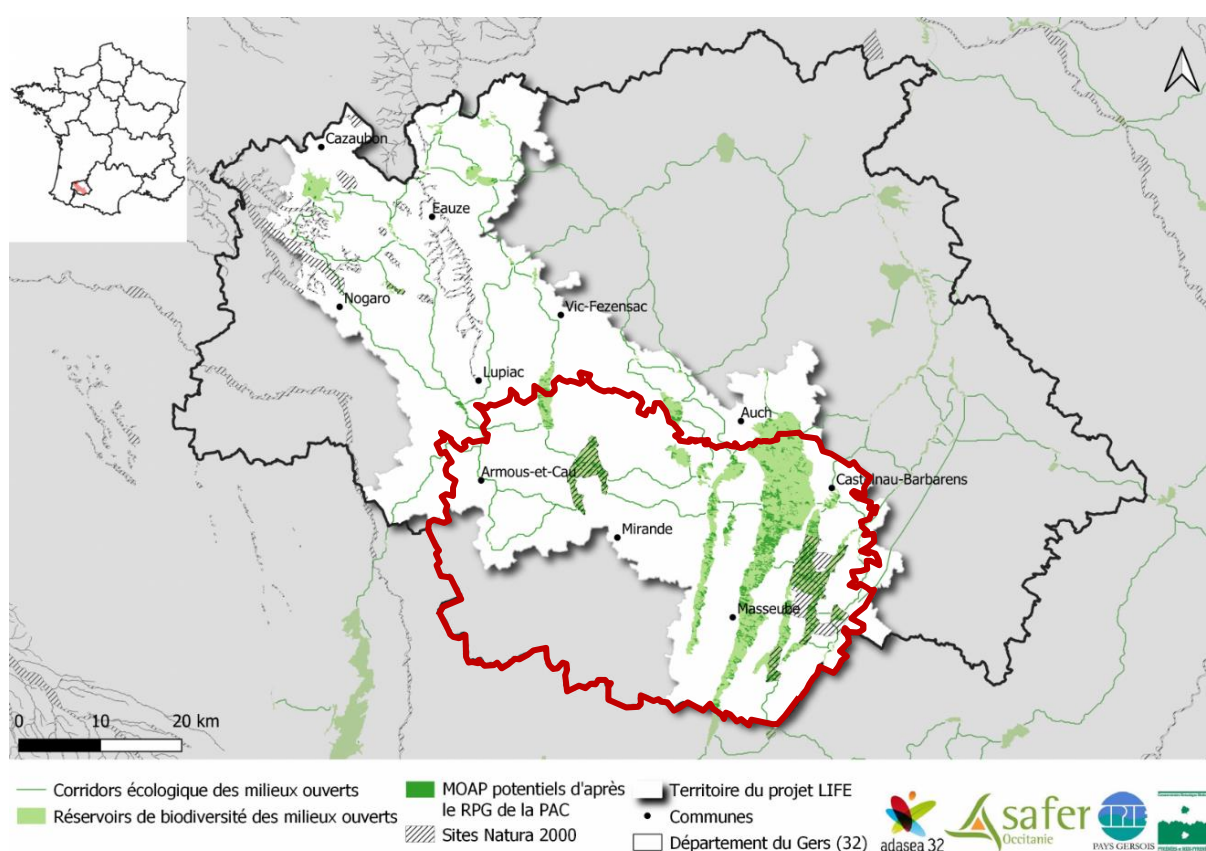 Cazaubon
Eauze
Nogaro
Vic-Fezensac
Lupiac
Auch
Armous-et-Cau
Castelnau-Barbarens
Mirande
Masseube
0 10 20 km
Corridors écologique des milieux ouverts
Réservoirs de biodiversité des milieux ouverts
MOAP potentiels d'après
le RPG de la PAC
Sites Natura 2000
Territoire du projet LIFE
Communes
Département du Gers (32)
adasea 32
safer
Occitanie
CPIE
PAYS GERSOIS